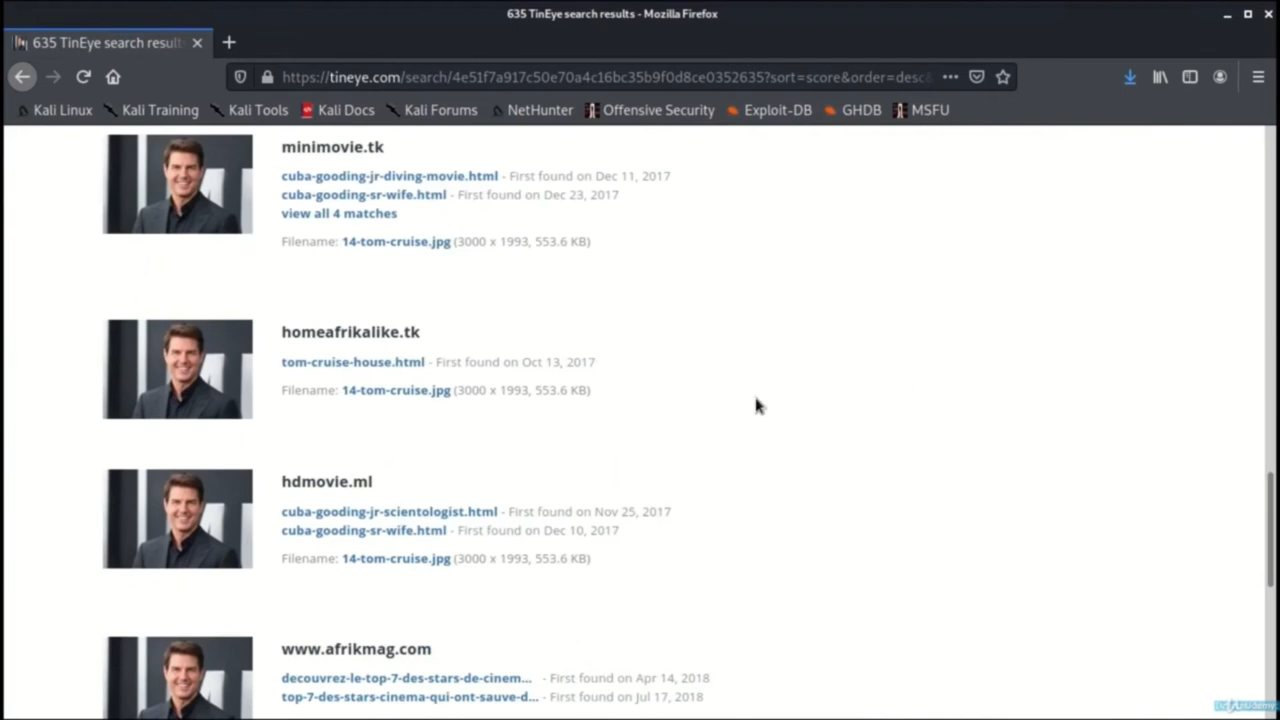 635 TinEye search results - Mozilla Firefox
635 TinEye search result
https://tineye.com/search/4e51f7a917c50e70a4c16bc35b9f0d8ce0352635?sort=score&order=desc&
Kali Linux Kali Training Kali Tools Kali Docs Kali Forums NetHunter Offensive Security Exploit-DB GHDB MSFU
minimovie.tk
cuba-gooding-jr-diving-movie.html - First found on Dec 11, 2017
cuba-gooding-sr-wife.html - First found on Dec 23, 2017
view all 4 matches
Filename: 14-tom-cruise.jpg (3000 x 1993, 553.6 KB)
homeafrikalike.tk
tom-cruise-house.html - First found on Oct 13, 2017
Filename: 14-tom-cruise.jpg (3000 x 1993, 553.6 KB)
hdmovie.ml
cuba-gooding-jr-scientologist.html - First found on Nov 25, 2017
cuba-gooding-sr-wife.html - First found on Dec 10, 2017
Filename: 14-tom-cruise.jpg (3000 x 1993, 553.6 KB)
www.afrikmag.com
decouvrez-le-top-7-des-stars-de-cinem... - First found on Apr 14, 2018
top-7-des-stars-cinema-qui-ont-sauve-d... - First found on Jul 17, 2018